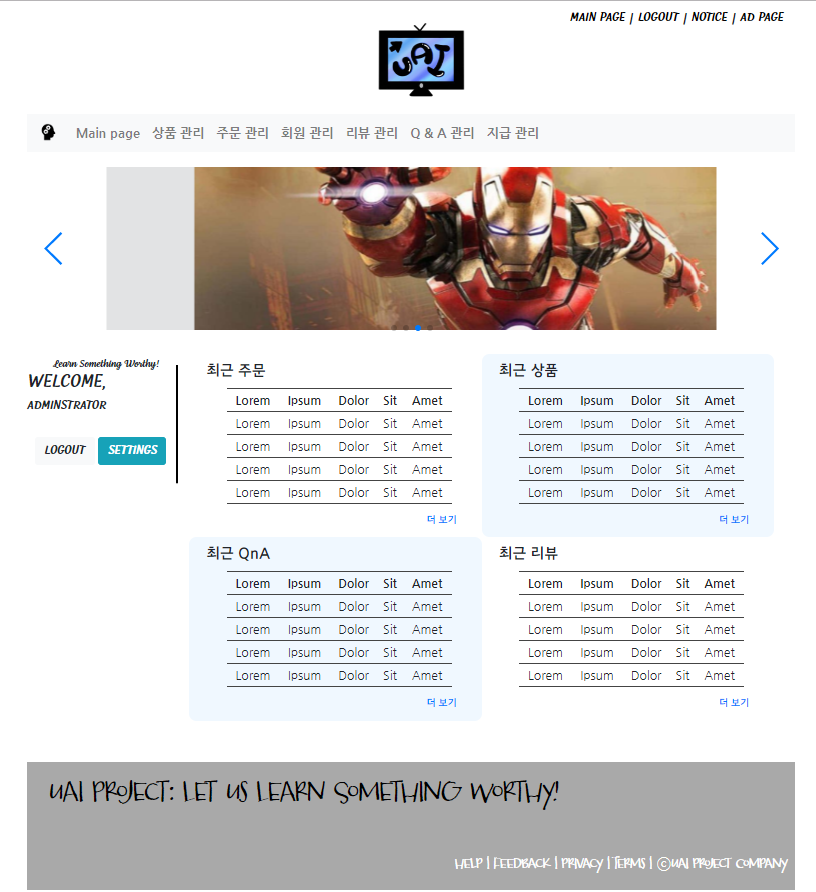 MAIN PAGE | LOGOUT | NOTICE | AD PAGE
UAI
Main page 상품 관리 주문 관리 회원 관리 리뷰 관리 Q & A 관리 지급 관리
Learn Something Worthy!
WELCOME,
ADMINSTRATOR
LOGOUT SETTINGS
최근 주문
Lorem Ipsum Dolor Sit Amet
Lorem Ipsum Dolor Sit Amet
Lorem Ipsum Dolor Sit Amet
Lorem Ipsum Dolor Sit Amet
Lorem Ipsum Dolor Sit Amet
더 보기
최근 상품
Lorem Ipsum Dolor Sit Amet
Lorem Ipsum Dolor Sit Amet
Lorem Ipsum Dolor Sit Amet
Lorem Ipsum Dolor Sit Amet
Lorem Ipsum Dolor Sit Amet
더 보기
최근 QnA
Lorem Ipsum Dolor Sit Amet
Lorem Ipsum Dolor Sit Amet
Lorem Ipsum Dolor Sit Amet
Lorem Ipsum Dolor Sit Amet
Lorem Ipsum Dolor Sit Amet
더 보기
최근 리뷰
Lorem Ipsum Dolor Sit Amet
Lorem Ipsum Dolor Sit Amet
Lorem Ipsum Dolor Sit Amet
Lorem Ipsum Dolor Sit Amet
Lorem Ipsum Dolor Sit Amet
더 보기
UAI PROJECT: LET US LEARN SOMETHING WORTHY!
HELP | FEEDBACK | PRIVACY | TERMS | ⓒUAI PROJECT COMPANY